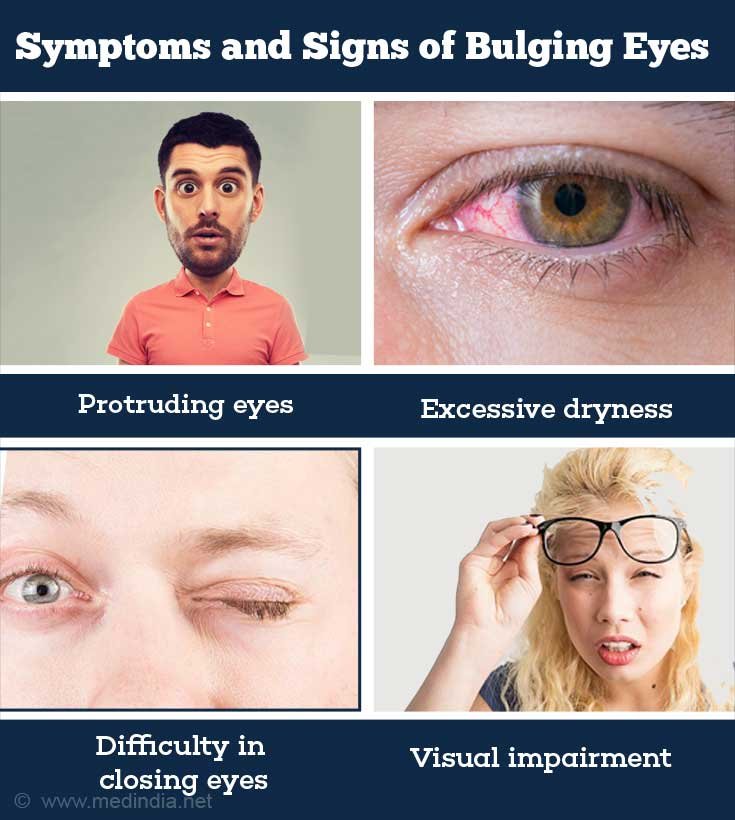 Symptoms and Signs of Bulging Eyes
Protruding eyes
Excessive dryness
Difficulty in
closing eyes
Visual impairment
© www.medindia.net